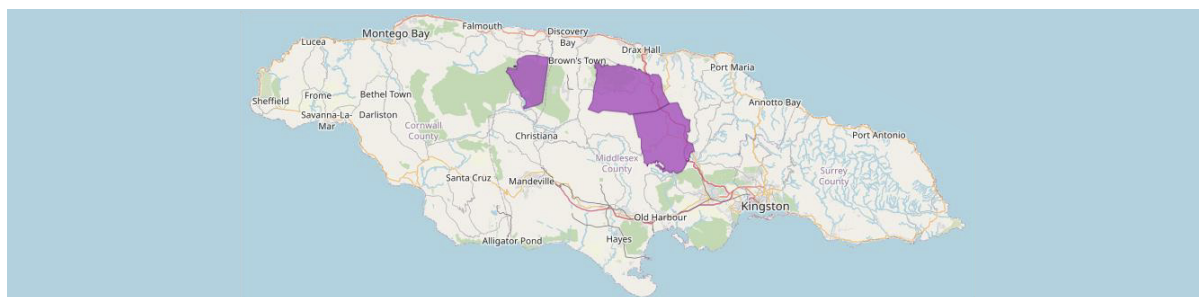 Falmouth
Montego Bay
Discovery
Bay
Lucea
Drax Hall
Brown's Town
Port Maria
Bethel Town
Frome
Sheffield
Annotto Bay
Savanna-La-
Mar
Darliston
Cornwall
County
Christiana
Port Antonio
Middlesex
County
Surrey
County
Santa Cruz
Mandeville
Kingston
Old Harbour
Alligator Pond
Hayes